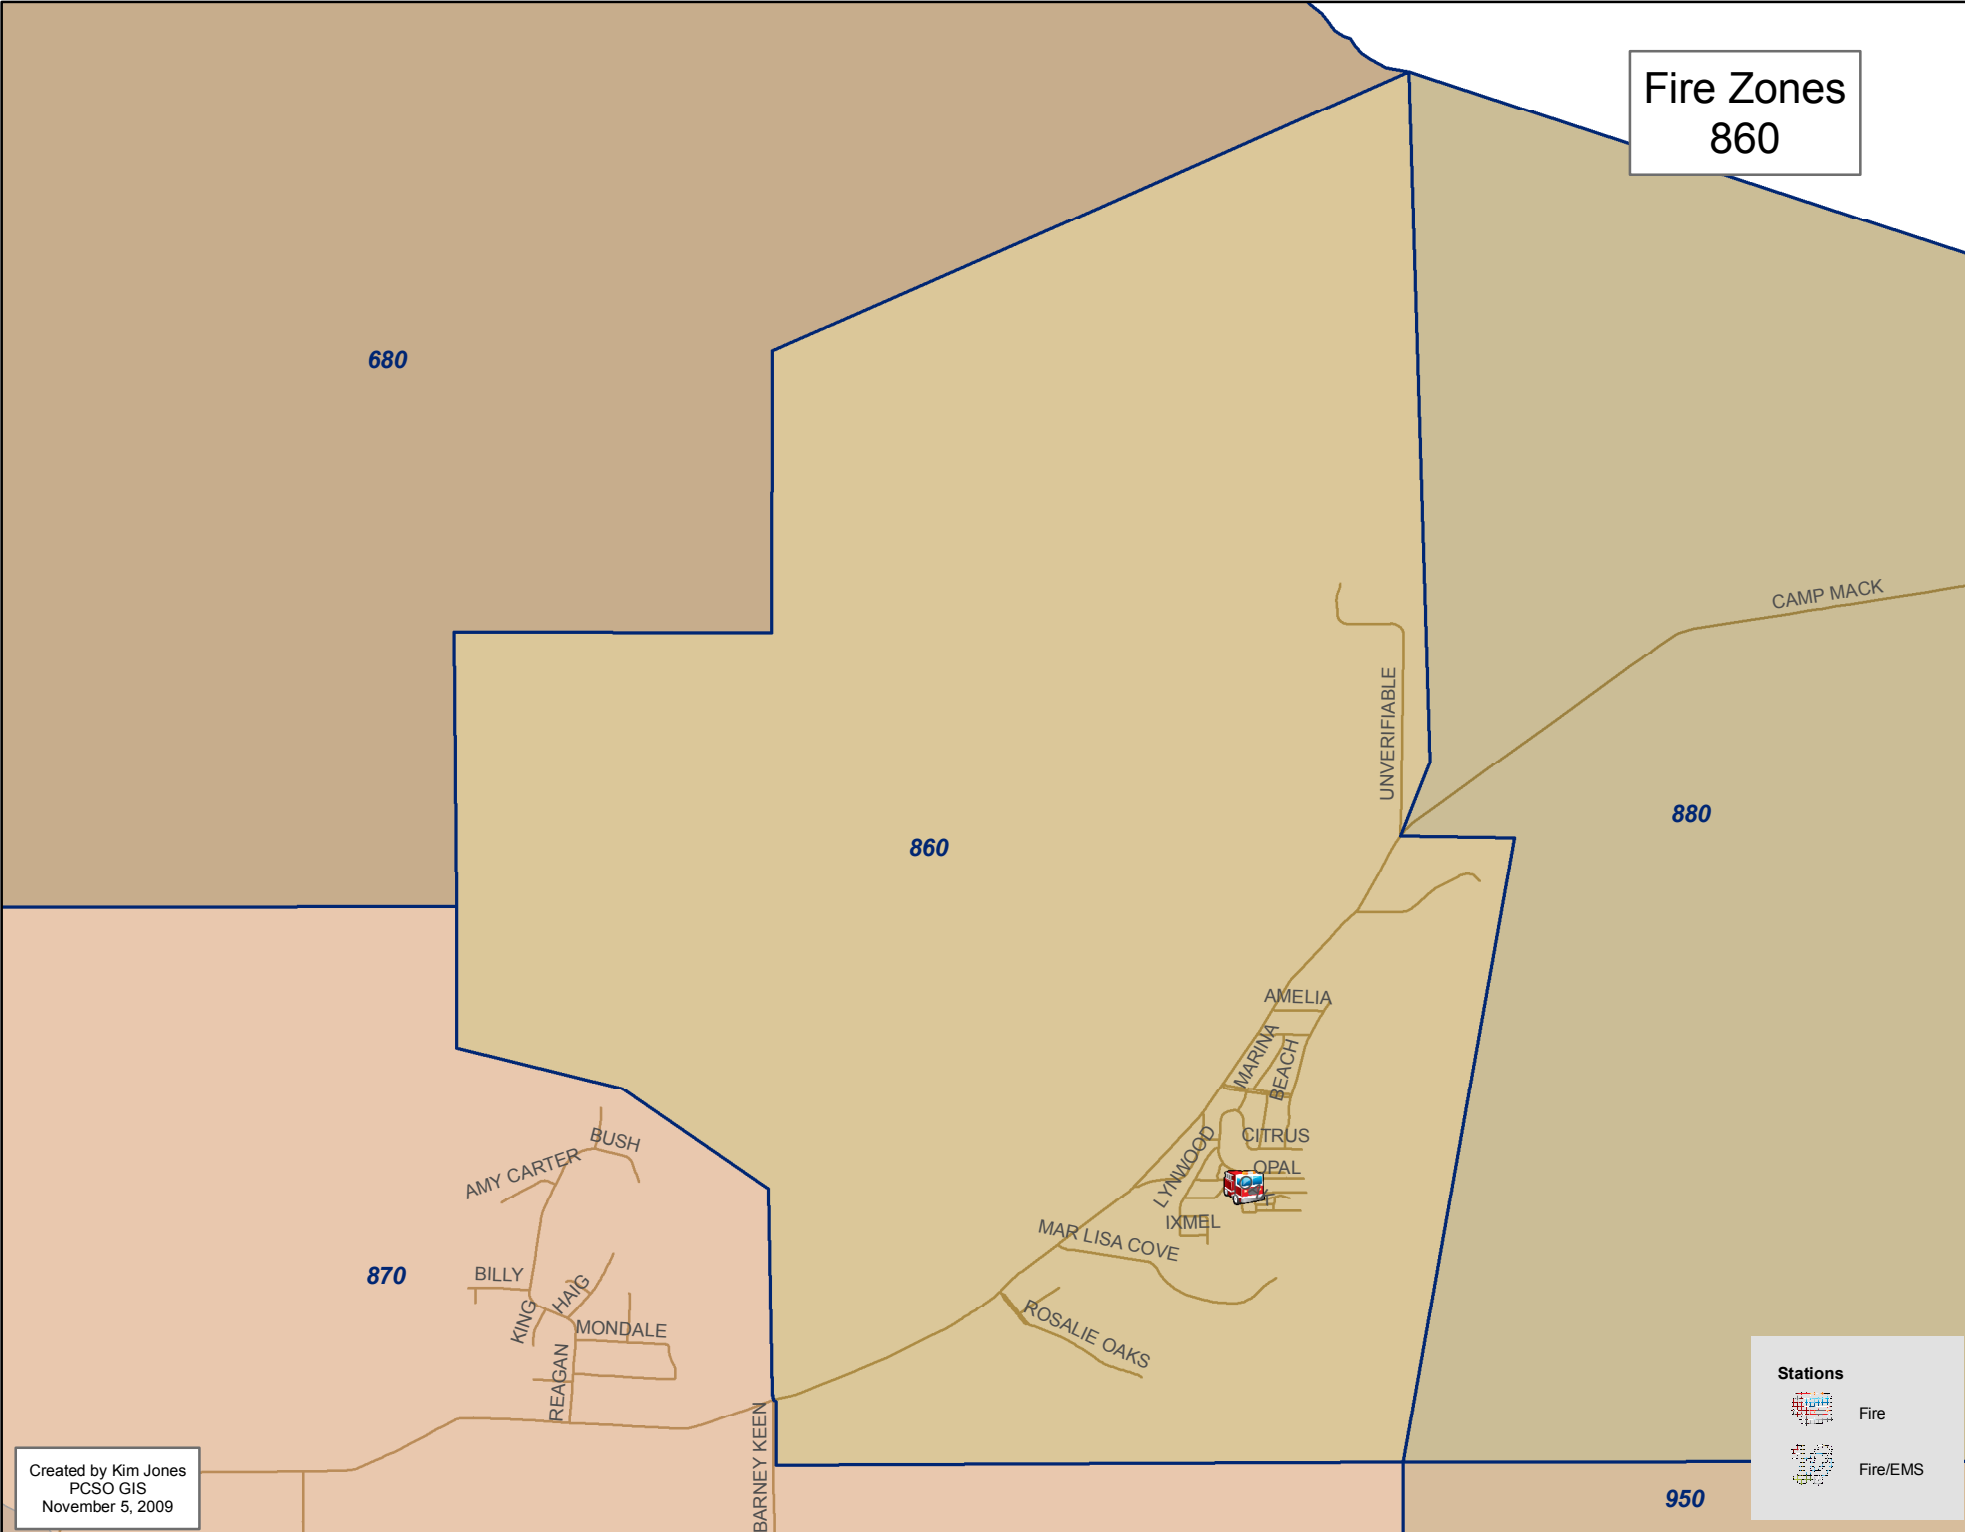 Fire Zones
860
680
CAMP MACK
UNVERIFIABLE
880
860
AMELIA
MARINA
BEACH
CITRUS
LYNWOOD
OPAL
IXMEL
MAR LISA COVE
ROSALIE OAKS
BUSH
AMY CARTER
870
BILLY
HAIG
KING
MONDALE
REAGAN
BARNEY KEEN
950
Stations
Fire
Fire/EMS
Created by Kim Jones
PCSO GIS
November 5, 2009